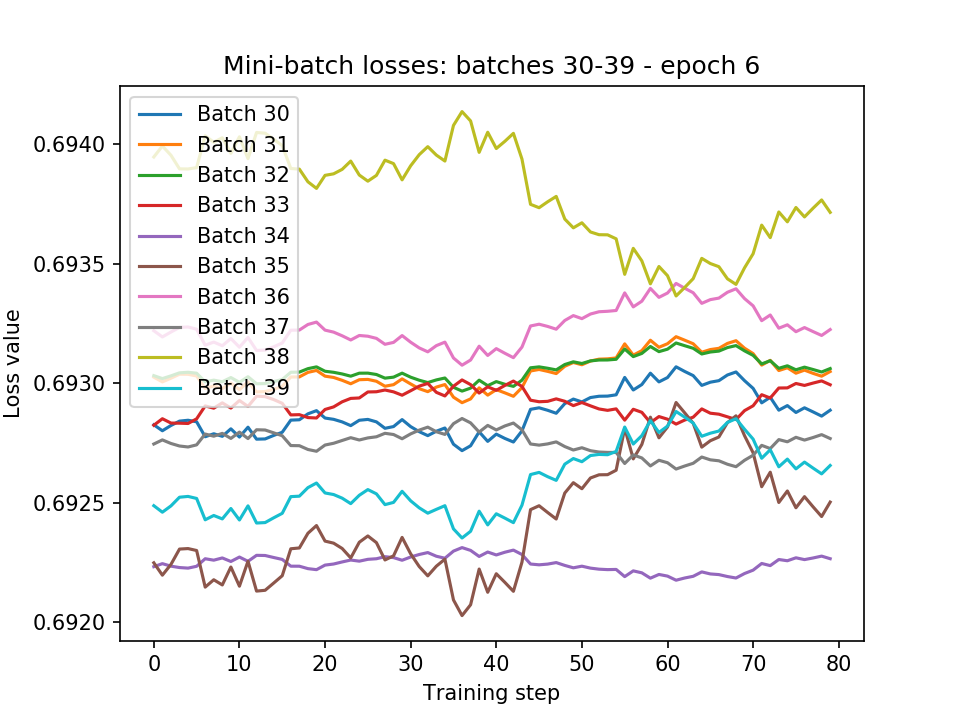 Mini-batch losses: batches 30-39 - epoch 6
Batch 30
Batch 31
Batch 32
Batch 33
Batch 34
Batch 35
Batch 36
Batch 37
Batch 38
Batch 39
Loss value
0.6940
0.6935
0.6930
0.6925
0.6920
0 10 20 30 40 50 60 70 80
Training step